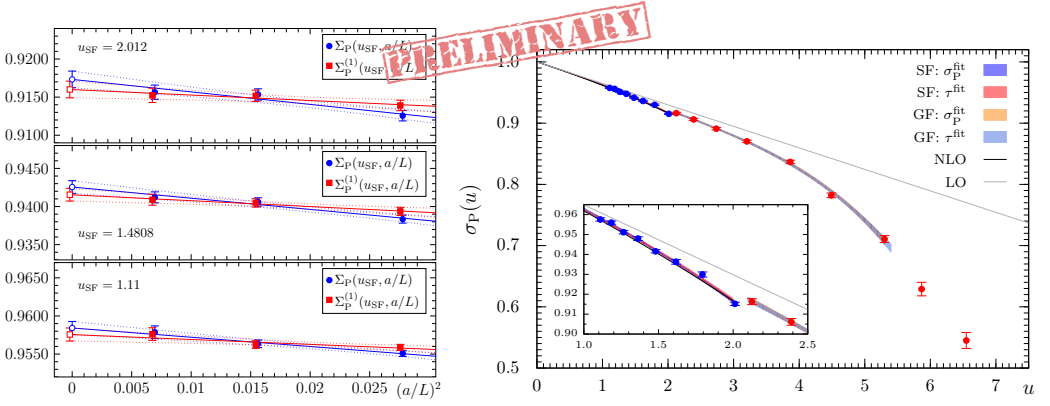 PRELIMINARY
u_SF = 2.012
Σ_P(u_SF, a/L)
Σ_P^(1)(u_SF, a/L)
0.9200
0.9150
0.9100
u_SF = 1.4808
Σ_P(u_SF, a/L)
Σ_P^(1)(u_SF, a/L)
0.9450
0.9400
0.9350
u_SF = 1.11
Σ_P(u_SF, a/L)
Σ_P^(1)(u_SF, a/L)
0.9650
0.9600
0.9550
0 0.005 0.01 0.015 0.02 0.025 (a/L)²
σ_P(u)
1.0
0.9
0.8
0.7
0.6
0.5
SF: σ_P^fit
SF: τ^fit
GF: σ_P^fit
GF: τ^fit
NLO
LO
0.96
0.95
0.94
0.93
0.92
0.91
0.90
1.0 1.5 2.0 2.5
0 1 2 3 4 5 6 7 u